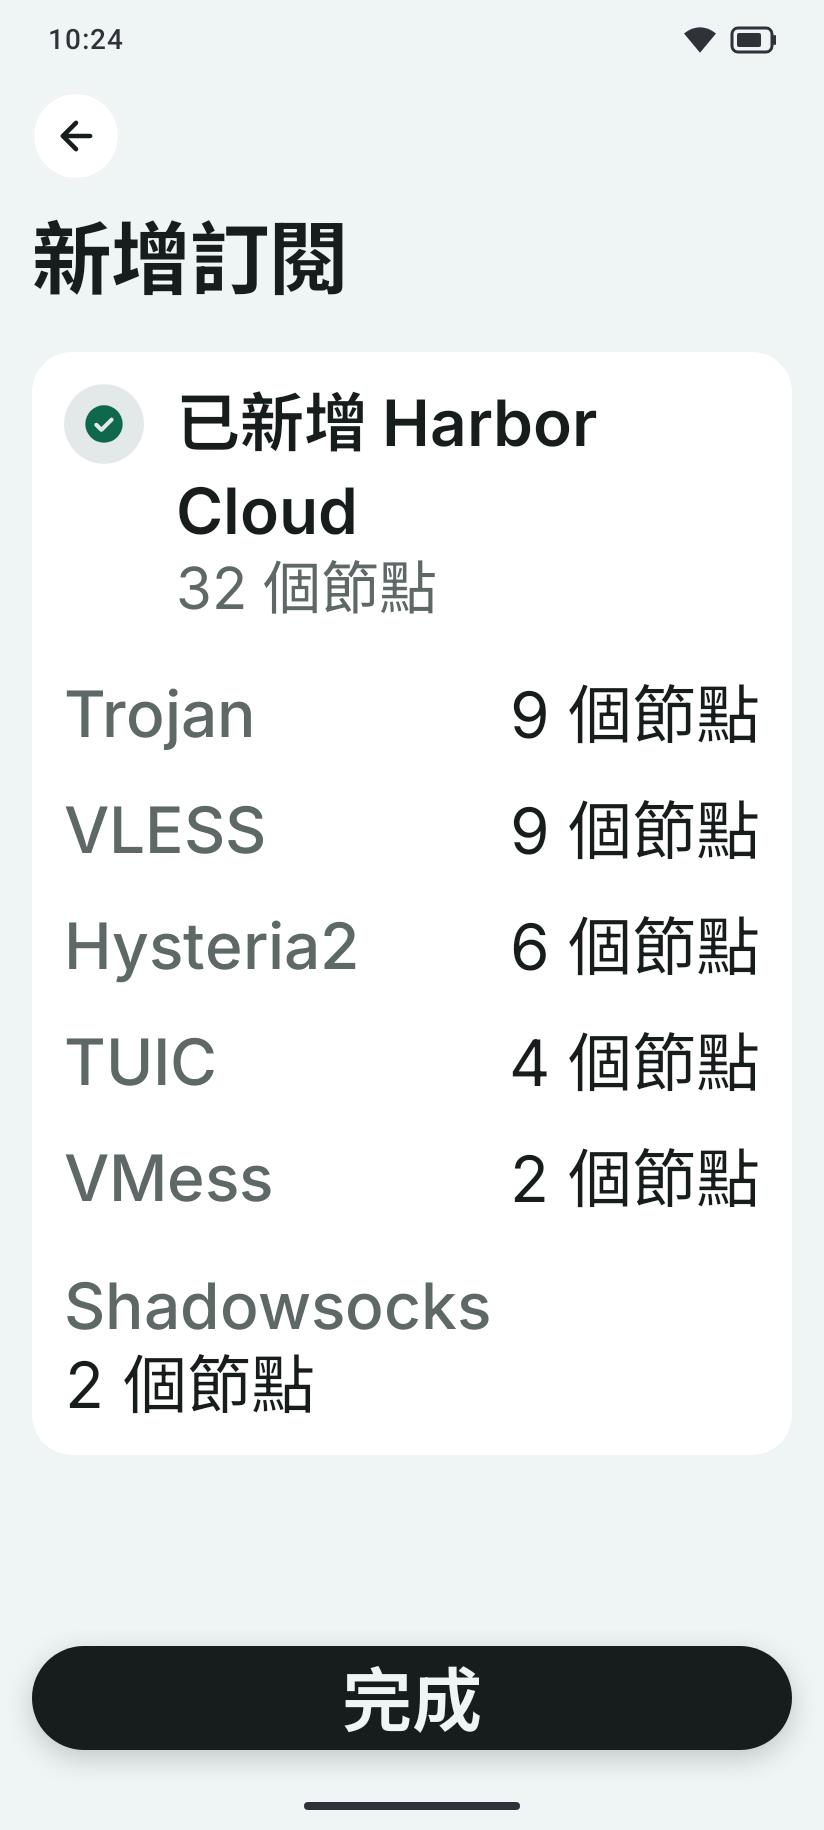 10:24
新增訂閱
已新增 Harbor
Cloud
32 個節點
Trojan 9 個節點
VLESS 9 個節點
Hysteria2 6 個節點
TUIC 4 個節點
VMess 2 個節點
Shadowsocks
2 個節點
完成